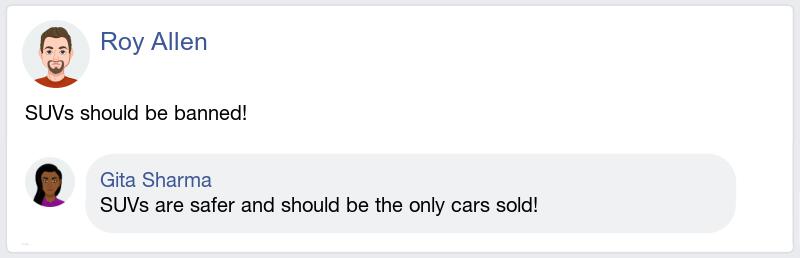 Roy Allen
SUVs should be banned!
Gita Sharma
SUVs are safer and should be the only cars sold!